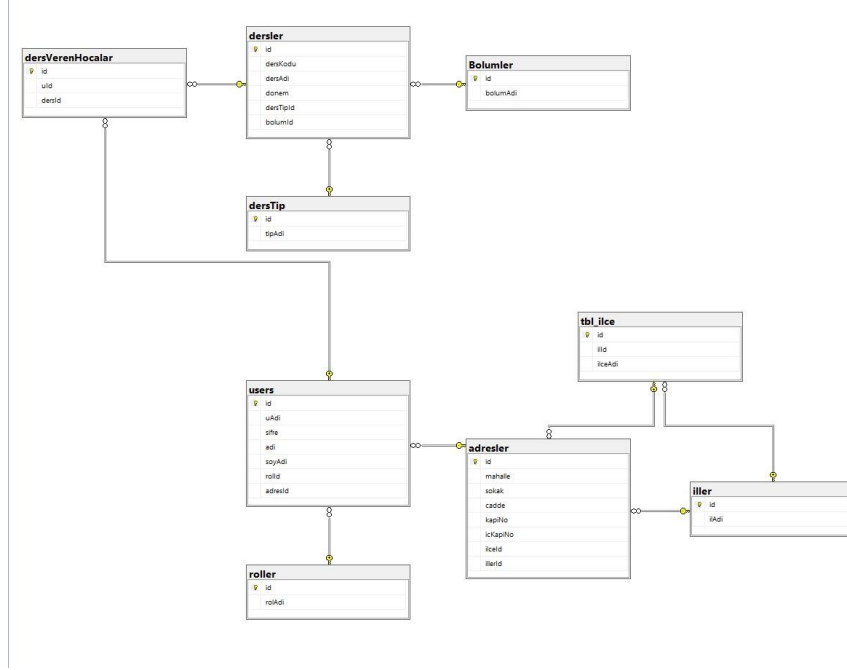 dersVerenHocalar
id
uId
dersId
dersler
id
dersKodu
dersAdi
donem
dersTipId
bolumId
Bolumler
id
bolumAdi
dersTip
id
tipAdi
users
id
uAdi
sifre
adi
soyAdi
rolId
adresId
roller
id
rolAdi
tbl_ilce
id
ilId
ilceAdi
adresler
id
mahalle
sokak
cadde
kapiNo
icKapiNo
ilceId
illerId
iller
id
ilAdi